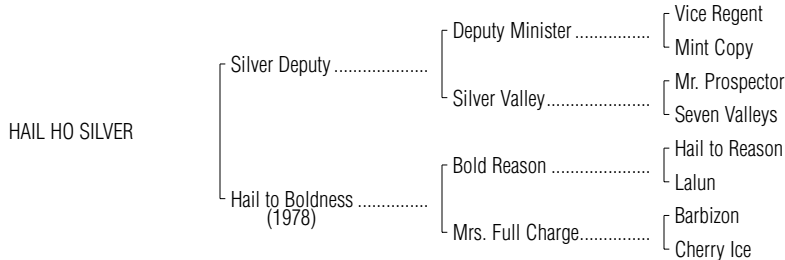 Vice Regent
Deputy Minister ................
Mint Copy
Silver Deputy ....................
Mr. Prospector
Silver Valley......................
Seven Valleys
HAIL HO SILVER
Hail to Reason
Bold Reason .....................
Lalun
Hail to Boldness ...............
(1978)
Barbizon
Mrs. Full Charge...............
Cherry Ice